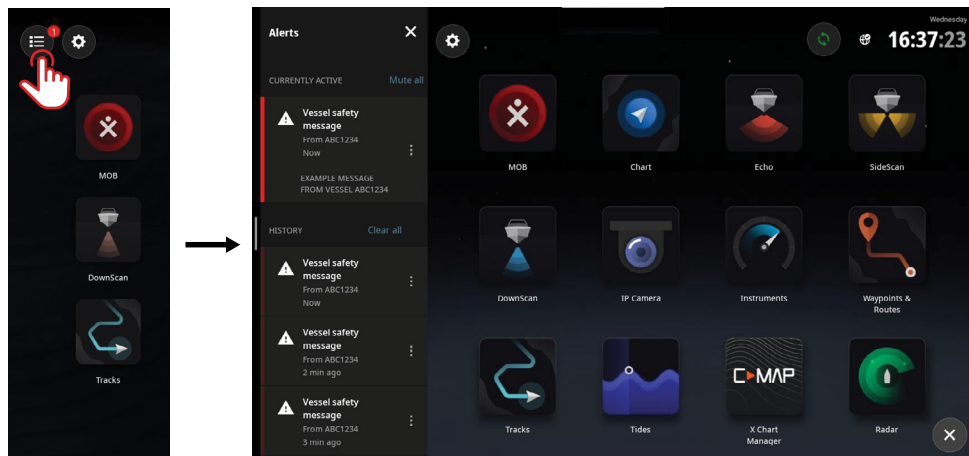 1
MOB
DownScan
Tracks
Alerts
CURRENTLY ACTIVE Mute all
Vessel safety
message
From ABC1234
Now
EXAMPLE MESSAGE
FROM VESSEL ABC1234
HISTORY Clear all
Vessel safety
message
From ABC1234
Now
Vessel safety
message
From ABC1234
2 min ago
Vessel safety
message
From ABC1234
3 min ago
Wednesday
16:37:23
MOB
Chart
Echo
SideScan
DownScan
IP Camera
Instruments
Waypoints &
Routes
C-MAP
Tracks
Tides
X Chart
Manager
Radar